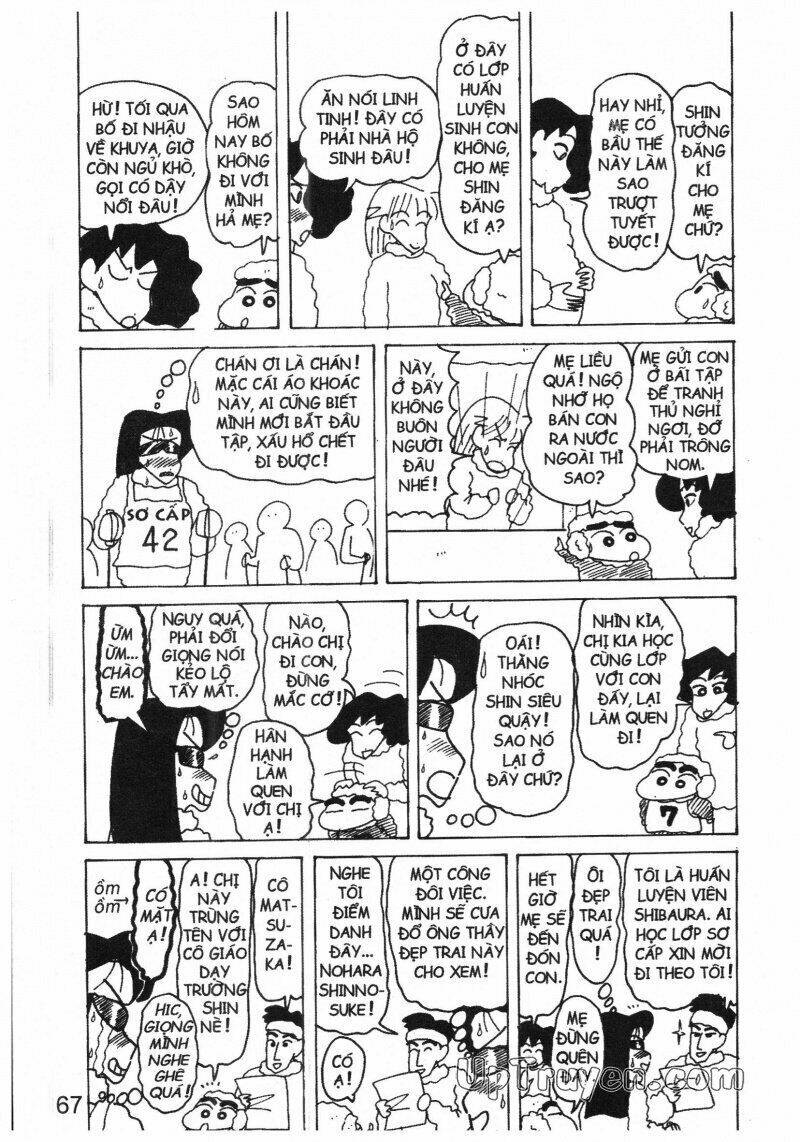 SHIN
TƯỞNG
ĐĂNG
KÍ
CHO
MẸ
CHỨ?
HAY NHỈ,
MẸ CÓ
BẦU THẾ
NÀY LÀM
SAO
TRƯỢT
TUYẾT
ĐƯỢC!
Ở ĐÂY
CÓ LỚP
HUẤN
LUYỆN
SINH CON
KHÔNG,
CHO MẸ
SHIN
ĐĂNG
KÍ Ạ?
ĂN NÓI LINH
TINH! ĐÂY CÓ
PHẢI NHÀ HỘ
SINH ĐÂU!
SAO
HÔM
NAY BỐ
KHÔNG
ĐI VỚI
MÌNH
HẢ MẸ?
HỪ! TỐI QUA
BỐ ĐI NHẬU
VỀ KHUYA, GIỜ
CÒN NGỦ KHÒ,
GỌI CÓ DẬY
NỔI ĐÂU!
MẸ GỬI CON
Ở BÃI TẬP
ĐỂ TRANH
THỦ NGHỈ
NGƠI, ĐỠ
PHẢI TRÔNG
NOM.
MẸ LIỀU
QUÁ! NGỘ
NHỠ HỌ
BÁN CON
RA NƯỚC
NGOÀI THÌ
SAO?
NÀY,
Ở ĐÂY
KHÔNG
BUÔN
NGƯỜI
ĐÂU
NHÉ!
CHÁN ƠI LÀ CHÁN!
MẶC CÁI ÁO KHOÁC
NÀY, AI CŨNG BIẾT
MÌNH MỚI BẮT ĐẦU
TẬP, XẤU HỔ CHẾT
ĐI ĐƯỢC!
SƠ CẤP
42
NHÌN KÌA,
CHỊ KIA HỌC
CÙNG LỚP
VỚI CON
ĐẤY, LẠI
LÀM QUEN
ĐI!
OÁI!
THẰNG
NHÓC
SHIN SIÊU
QUẬY!
SAO NÓ
LẠI Ở
ĐÂY CHỨ?
7
NÀO,
CHÀO CHỊ
ĐI CON,
ĐỪNG
MẮC CỠ!
HÂN
HẠNH
LÀM
QUEN
VỚI CHỊ
Ạ!
NGUY QUÁ,
PHẢI ĐỔI
GIỌNG NÓI
KẺO LỘ
TẨY MẤT.
ỪM
ỪM...
CHÀO
EM.
TÔI LÀ HUẤN
LUYỆN VIÊN
SHIBAURA. AI
HỌC LỚP SƠ
CẤP XIN MỜI
ĐI THEO TÔI!
ÔI
ĐẸP
TRAI
QUÁ!
HẾT
GIỜ
MẸ SẼ
ĐẾN
ĐÓN
CON.
MẸ
ĐỪNG
QUÊN
ĐẤY
MỘT CÔNG
ĐÔI VIỆC.
MÌNH SẼ CƯA
ĐỔ ÔNG THẦY
ĐẸP TRAI NÀY
CHO XEM!
NGHE
TÔI
ĐIỂM
DANH
ĐÂY...
NOHARA
SHINNO-
SUKE!
CÓ
Ạ!
CÔ
MAT-
SU-
ZA-
KA!
A! CHỊ
NÀY
TRÙNG
TÊN VỚI
CÔ GIÁO
DẠY
TRƯỜNG
SHIN
NÈ!
CÓ
MẶT
Ạ!
ồm
ồm
HIC,
GIỌNG
MÌNH
NGHE
GHÊ
QUÁ!
UpTruyen.com
67